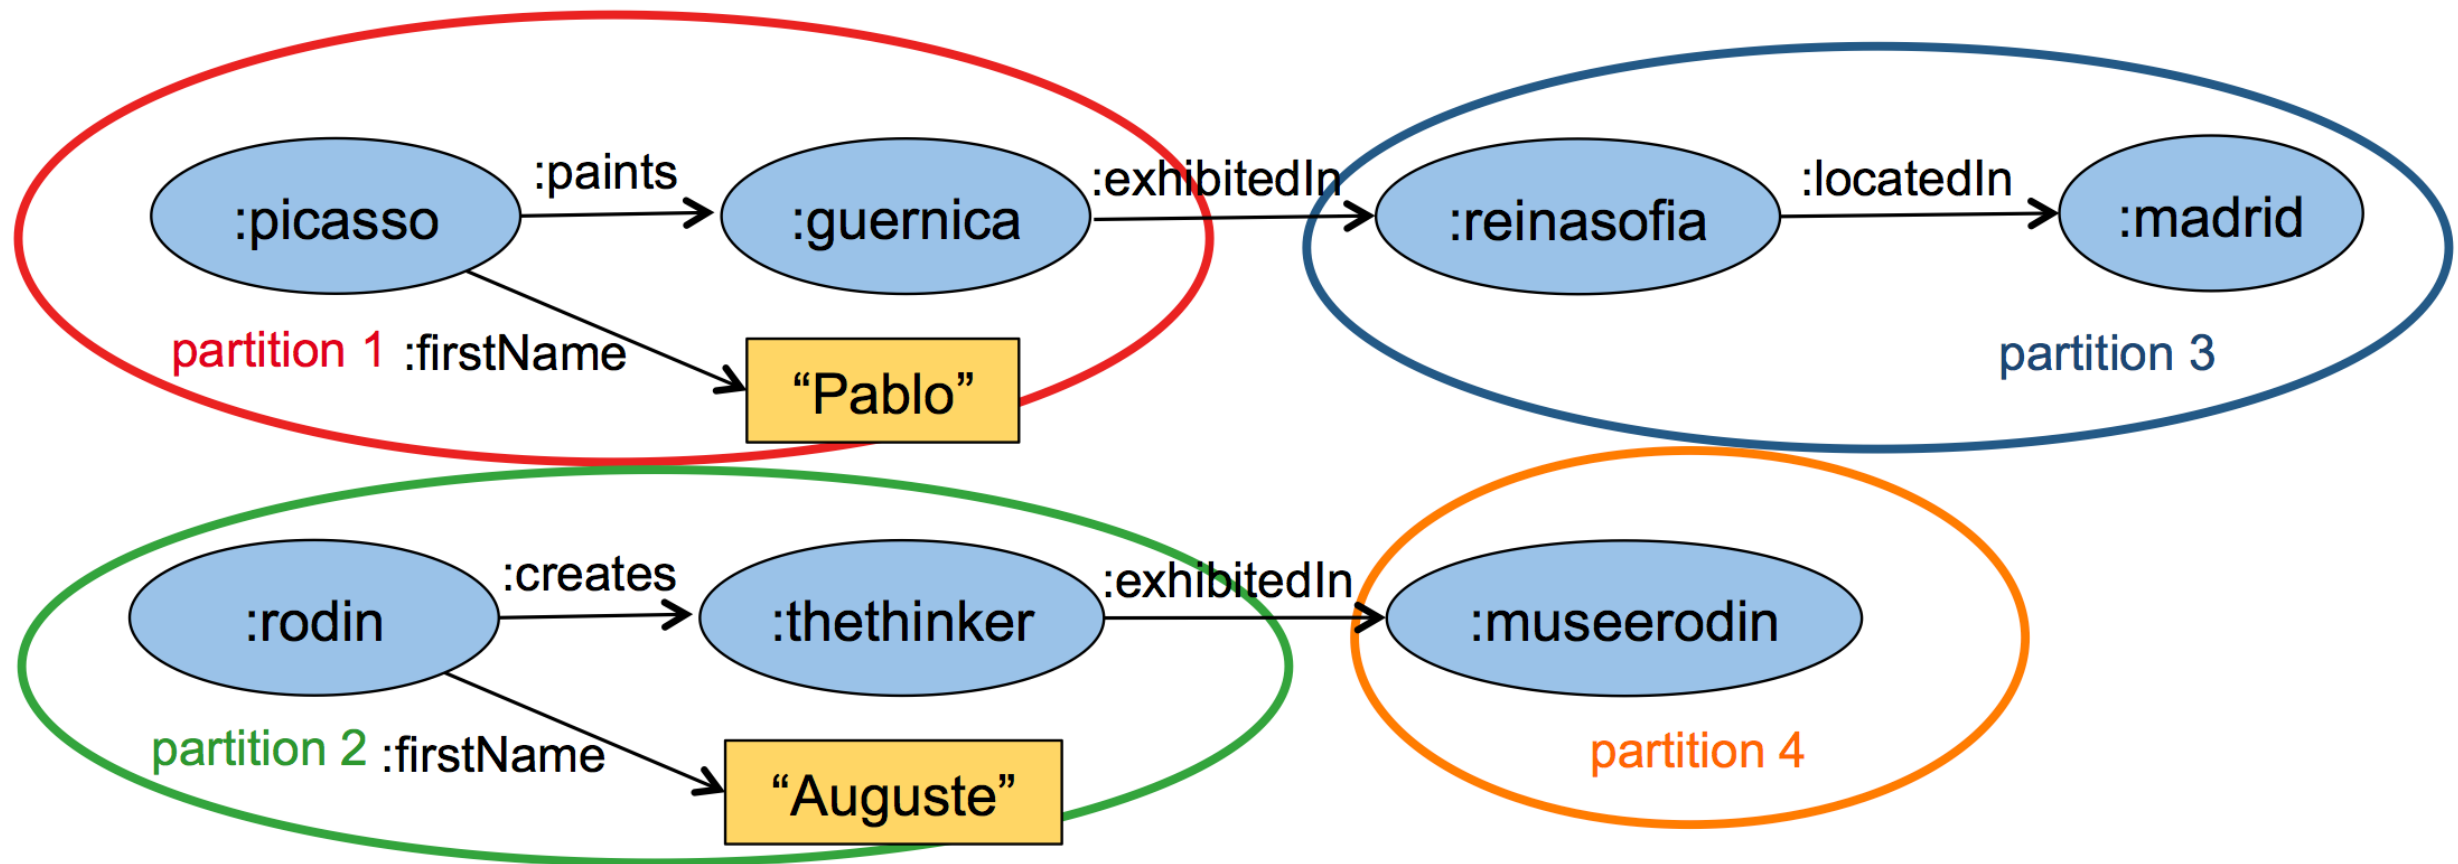 :paints
:exhibitedIn
:locatedIn
:picasso
:guernica
:reinasofia
:madrid
partition 1
:firstName
“Pablo”
partition 3
:creates
:exhibitedIn
:rodin
:thethinker
:museerodin
partition 2
:firstName
“Auguste”
partition 4